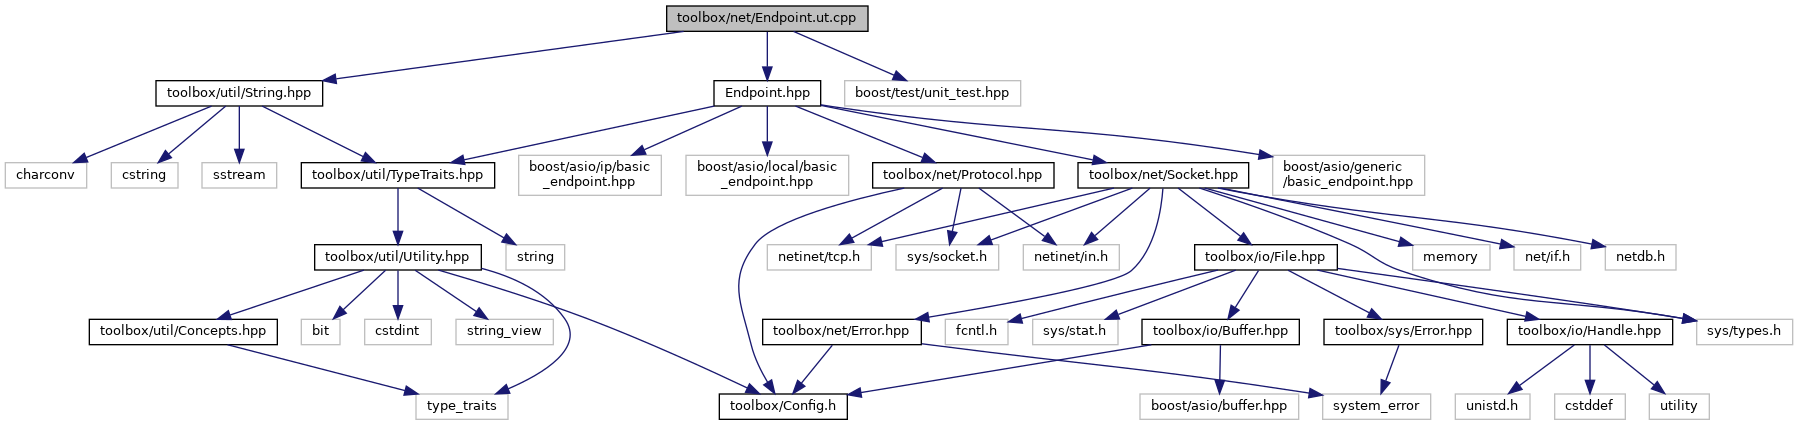 toolbox/net/Endpoint.ut.cpp
toolbox/util/String.hpp
Endpoint.hpp
boost/test/unit_test.hpp
charconv
cstring
sstream
toolbox/util/TypeTraits.hpp
boost/asio/ip/basic
_endpoint.hpp
boost/asio/local/basic
_endpoint.hpp
toolbox/net/Protocol.hpp
toolbox/net/Socket.hpp
boost/asio/generic
/basic_endpoint.hpp
toolbox/util/Utility.hpp
string
netinet/tcp.h
sys/socket.h
netinet/in.h
toolbox/io/File.hpp
memory
net/if.h
netdb.h
toolbox/util/Concepts.hpp
bit
cstdint
string_view
toolbox/net/Error.hpp
fcntl.h
sys/stat.h
toolbox/io/Buffer.hpp
toolbox/sys/Error.hpp
toolbox/io/Handle.hpp
sys/types.h
type_traits
toolbox/Config.h
boost/asio/buffer.hpp
system_error
unistd.h
cstddef
utility